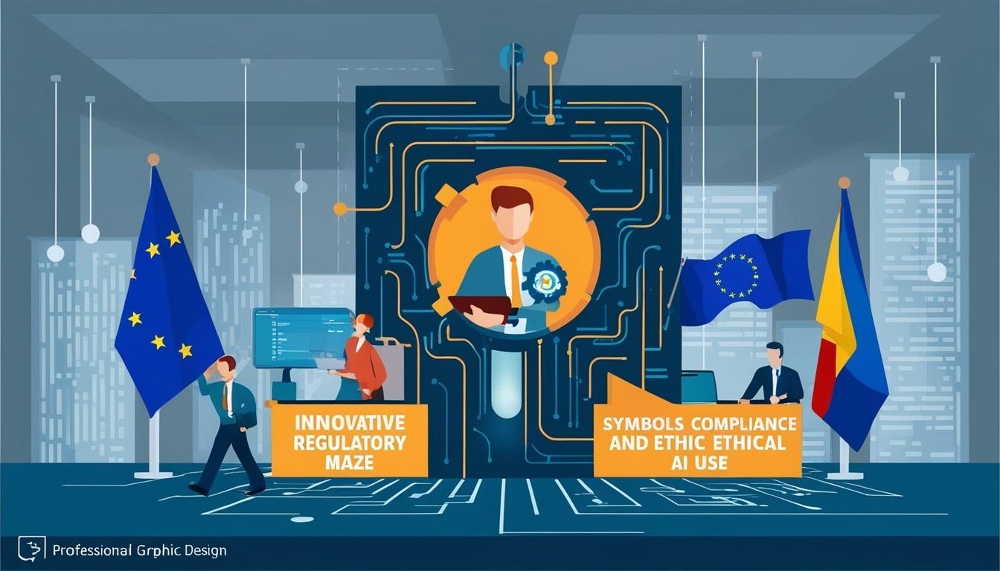 INNOVATIVE
REGULATORY
MAZE
SYMBOLS COMPLIANCE
AND ETHIC ETHICAL
AI USE
Professional Grphic Design